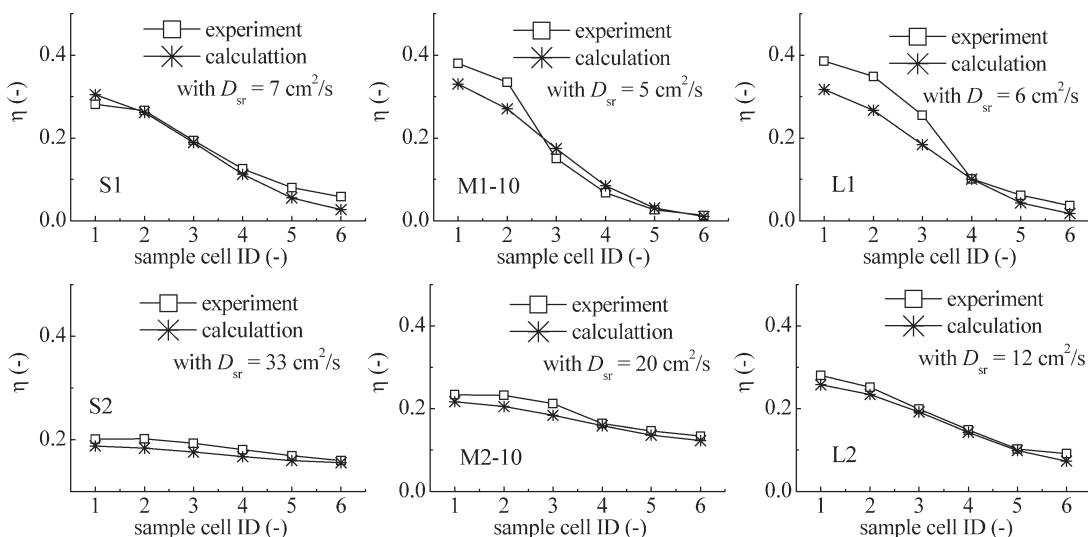 experiment
calculattion
with Dsr = 7 cm²/s
0.4
0.2
0.0
η (-)
S1
1 2 3 4 5 6
sample cell ID (-)
experiment
calculattion
with Dsr = 5 cm²/s
0.4
0.2
0.0
η (-)
M1-10
1 2 3 4 5 6
sample cell ID (-)
experiment
calculattion
with Dsr = 6 cm²/s
0.4
0.2
0.0
η (-)
L1
1 2 3 4 5 6
sample cell ID (-)
experiment
calculattion
with Dsr = 33 cm²/s
0.4
0.2
η (-)
S2
1 2 3 4 5 6
sample cell ID (-)
experiment
calculattion
with Dsr = 20 cm²/s
0.4
0.2
0.0
η (-)
M2-10
1 2 3 4 5 6
sample cell ID (-)
experiment
calculattion
with Dsr = 12 cm²/s
0.4
0.2
0.0
η (-)
L2
1 2 3 4 5 6
sample cell ID (-)